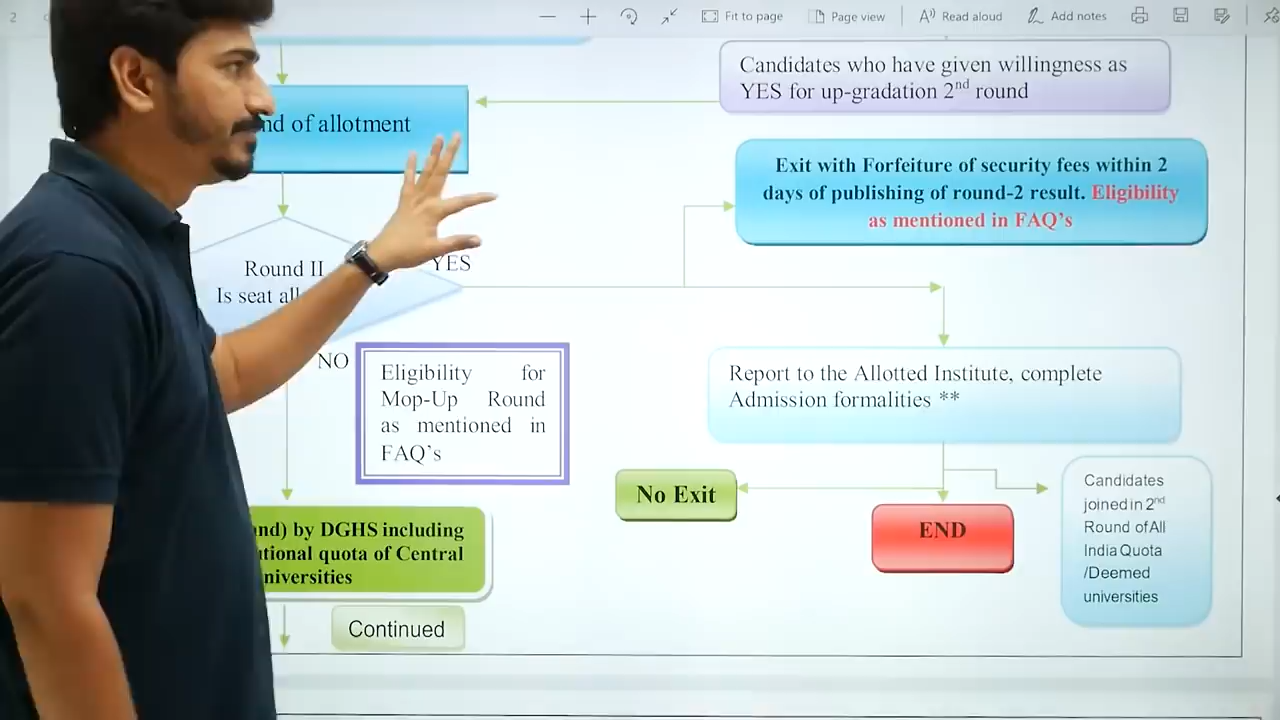 2
Fit to page
Page view
Read aloud
Add notes
Candidates who have given willingness as
YES for up-gradation 2nd round
nd of allotment
Exit with Forfeiture of security fees within 2
days of publishing of round-2 result. Eligibility
as mentioned in FAQ's
YES
Round II
Is seat all
NO
Eligibility for
Mop-Up Round
as mentioned in
FAQ's
Report to the Allotted Institute, complete
Admission formalities **
No Exit
END
Candidates
joined in 2nd
Round of All
India Quota
/Deemed
universities
nd) by DGHS including
tional quota of Central
niversities
Continued